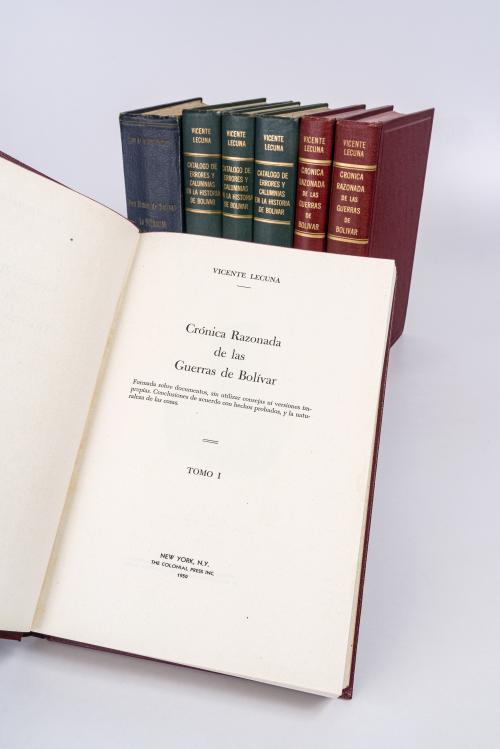 VICENTE
LECUNA
CATALOGO DE
ERRORES Y
CALUMNIAS
EN LA HISTORIA
DE BOLIVAR
VICENTE
LECUNA
CATALOGO DE
ERRORES Y
CALUMNIAS
EN LA HISTORIA
DE BOLIVAR
VICENTE
LECUNA
CATALOGO DE
ERRORES Y
CALUMNIAS
EN LA HISTORIA
DE BOLIVAR
VICENTE
LECUNA
CRONICA
RAZONADA
DE LAS
GUERRAS
DE
BOLIVAR
VICENTE
LECUNA
CRONICA
RAZONADA
DE LAS
GUERRAS
DE
BOLIVAR
VICENTE LECUNA
Crónica Razonada
de las
Guerras de Bolívar
Formada sobre documentos, sin utilizar consejas ni versiones im-
propias. Conclusiones de acuerdo con hechos probados, y la natu-
raleza de las cosas.
TOMO I
NEW YORK, N.Y.
THE COLONIAL PRESS INC.
1950